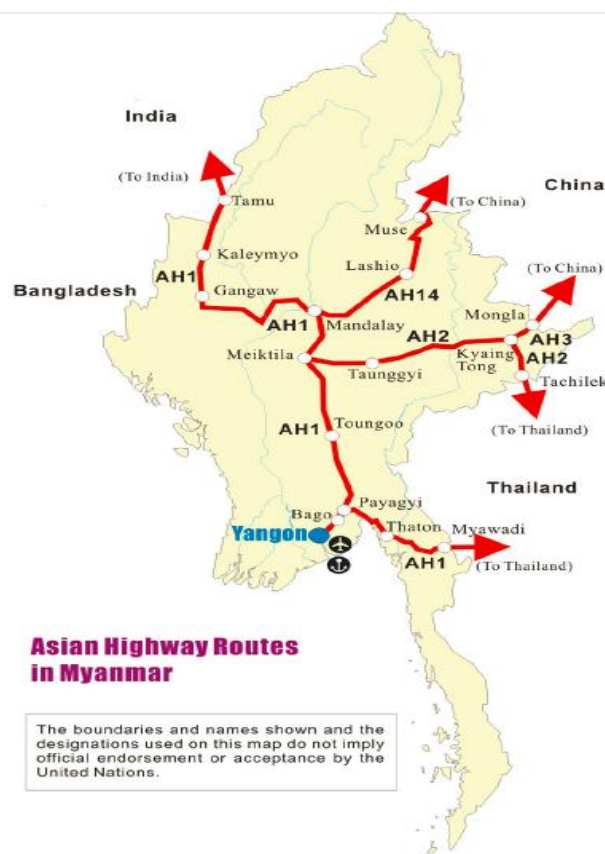 India
(To India)
Tamu
China
(To China)
Muse
Kaleymyo
Lashio
(To China)
AH1
Bangladesh
Gangaw
AH14
Mongla
AH1
Mandalay
AH2
AH3
Meiktila
Kyaing
Tong
AH2
Taunggyi
Tachilek
AH1
Toungoo
(To Thailand)
Thailand
Payagyi
Bago
Yangon
Thaton
Myawadi
AH1
(To Thailand)
Asian Highway Routes
in Myanmar
The boundaries and names shown and the
designations used on this map do not imply
official endorsement or acceptance by the
United Nations.